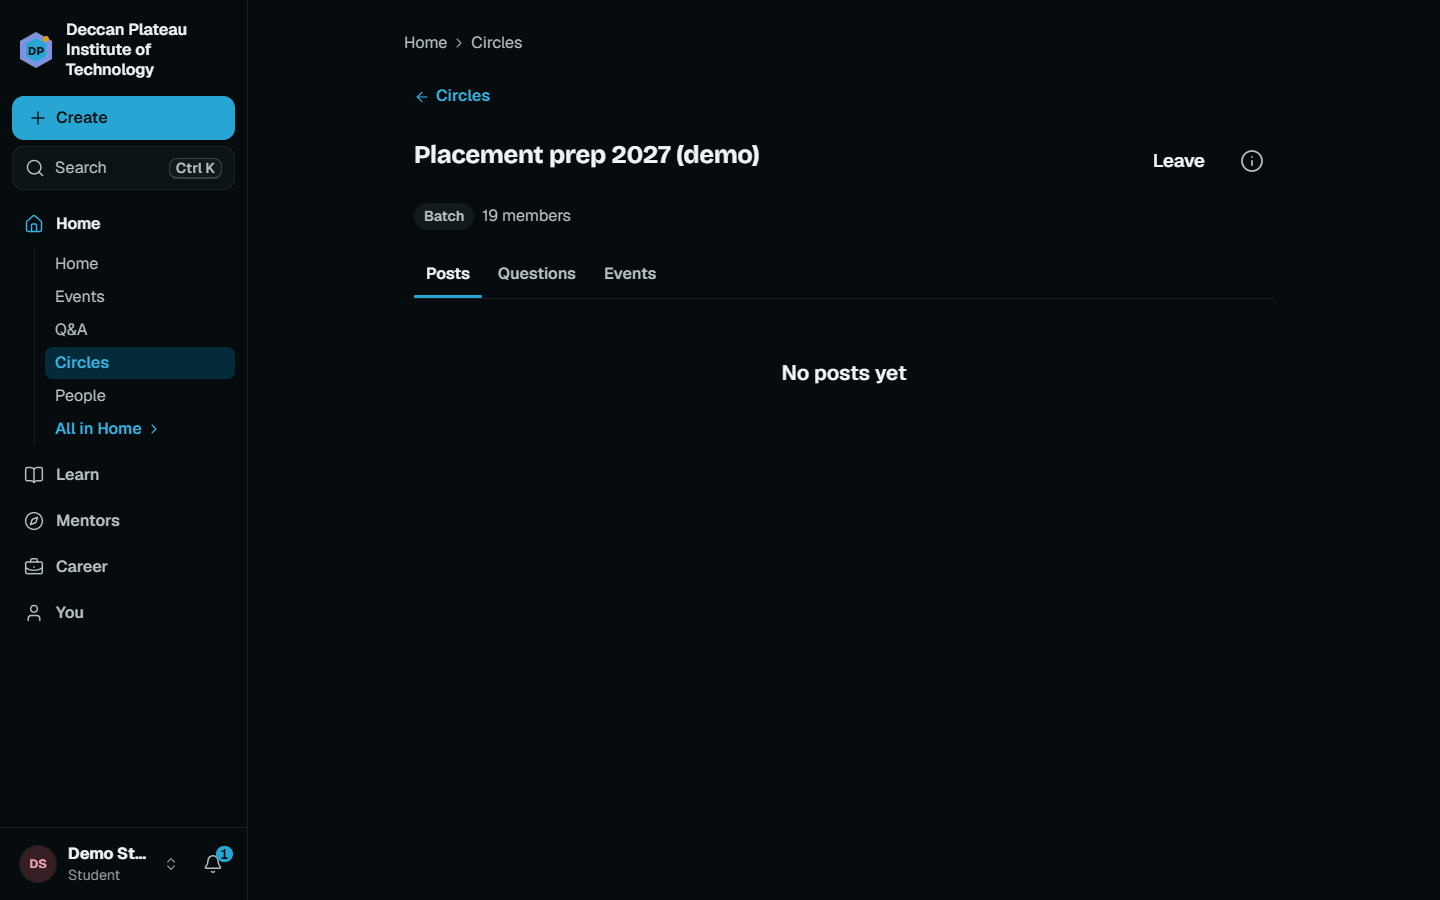 DP
Deccan Plateau
Institute of
Technology
Create
Search
Ctrl K
Home
Home
Events
Q&A
Circles
People
All in Home
Learn
Mentors
Career
You
DS
Demo St...
Student
1
Home
Circles
Circles
Placement prep 2027 (demo)
Leave
Batch
19 members
Posts
Questions
Events
No posts yet